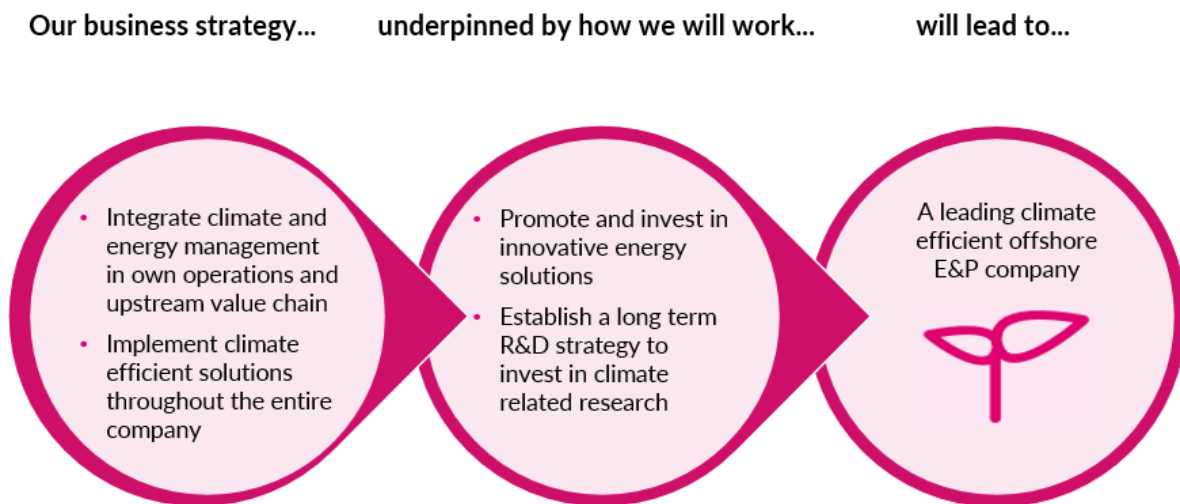 Our business strategy...
underpinned by how we will work...
will lead to...
• Integrate climate and
energy management
in own operations and
upstream value chain
• Implement climate
efficient solutions
throughout the entire
company
• Promote and invest in
innovative energy
solutions
• Establish a long term
R&D strategy to
invest in climate
related research
A leading climate
efficient offshore
E&P company